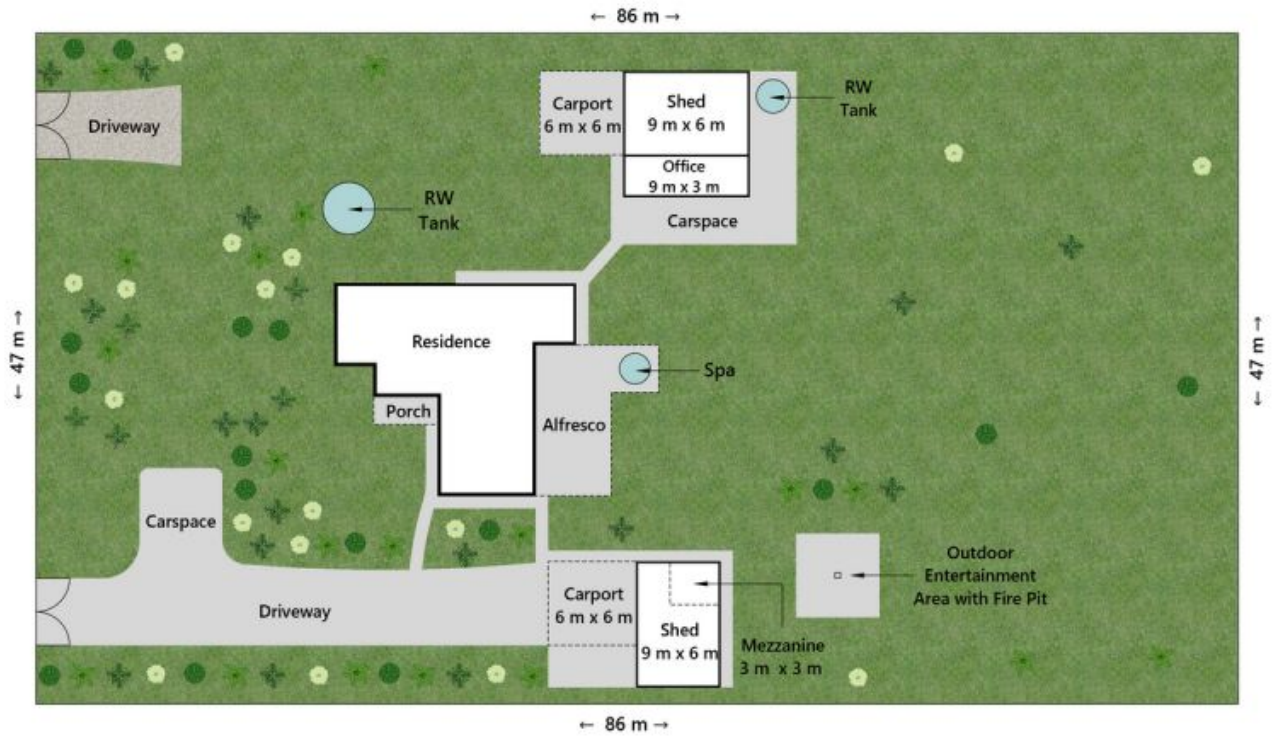 ← 86 m →
Driveway
Carport
6 m x 6 m
Shed
9 m x 6 m
RW
Tank
Office
9 m x 3 m
Carspace
RW
Tank
← 47 m →
Residence
← 47 m →
Spa
Porch
Alfresco
Carspace
Outdoor
Entertainment
Area with Fire Pit
Driveway
Carport
6 m x 6 m
Shed
9 m x 6 m
Mezzanine
3 m x 3 m
← 86 m →